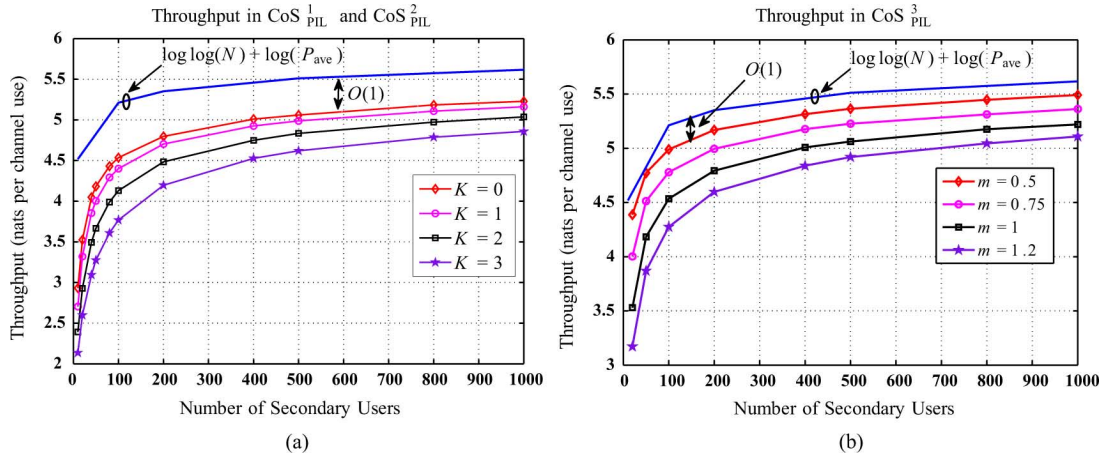 Throughput in CoS 1 PIL and CoS 2 PIL
6
5.5
5
4.5
4
3.5
3
2.5
2
Throughput (nats per channel use)
log log(N) + log( P_ave )
O(1)
K = 0
K = 1
K = 2
K = 3
0 100 200 300 400 500 600 700 800 900 1000
Number of Secondary Users
(a)
Throughput in CoS 3 PIL
6
5.5
5
4.5
4
3.5
3
Throughput (nats per channel use)
log log(N) + log( P_ave )
O(1)
m = 0.5
m = 0.75
m = 1
m = 1.2
0 100 200 300 400 500 600 700 800 900 1000
Number of Secondary Users
(b)